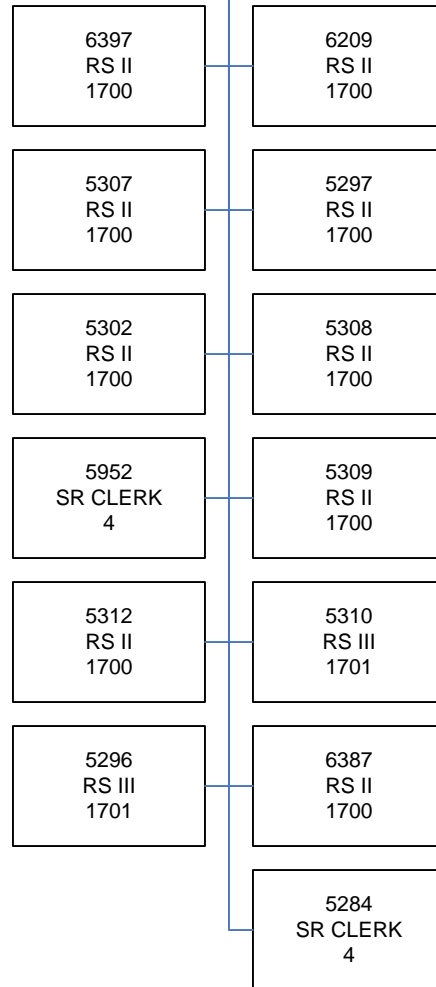 6397
RS II
1700
6209
RS II
1700
5307
RS II
1700
5297
RS II
1700
5302
RS II
1700
5308
RS II
1700
5952
SR CLERK
4
5309
RS II
1700
5312
RS II
1700
5310
RS III
1701
5296
RS III
1701
6387
RS II
1700
5284
SR CLERK
4